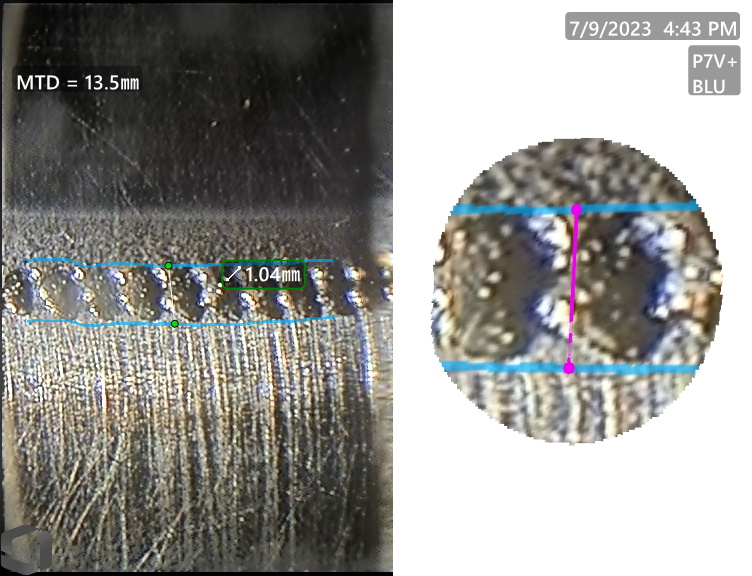 7/9/2023 4:43 PM
P7V+
BLU
MTD = 13.5mm
1.04mm